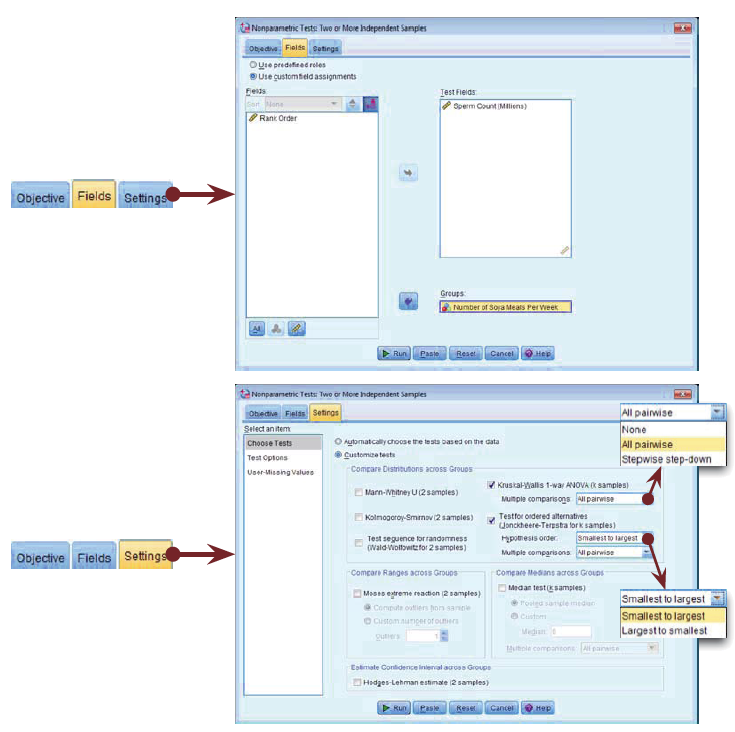 Nonparametric Tests: Two or More Independent Samples
Objective Fields Settings
Use predefined roles
Use custom field assignments
Fields: Test Fields:
Sort: None
Rank Order Sperm Count (Millions)
Objective Fields Settings
Groups:
Number of Soya Meals Per Week
All
Run Paste Reset Cancel Help
Nonparametric Tests: Two or More Independent Samples
Objective Fields Settings
Select an item:
Choose Tests
Test Options
User-Missing Values
Automatically choose the tests based on the data
Customize tests
Compare Distributions across Groups
Mann-Whitney U (2 samples)
Kolmogorov-Smirnov (2 samples)
Test sequence for randomness
(Wald-Wolfowitz for 2 samples)
Kruskal-Wallis 1-way ANOVA (k samples)
Multiple comparisons: All pairwise
Test for ordered alternatives
(Jonckheere-Terpstra for k samples)
Hypothesis order: Smallest to largest
Multiple comparisons: All pairwise
All pairwise
None
All pairwise
Stepwise step-down
Objective Fields Settings
Compare Ranges across Groups
Moses extreme reaction (2 samples)
Compute outliers from sample
Custom number of outliers
Outliers: 1
Compare Medians across Groups
Median test (k samples)
Pooled sample median
Custom
Median: 0
Multiple comparisons: All pairwise
Smallest to largest
Smallest to largest
Largest to smallest
Estimate Confidence Interval across Groups
Hodges-Lehman estimate (2 samples)
Run Paste Reset Cancel Help